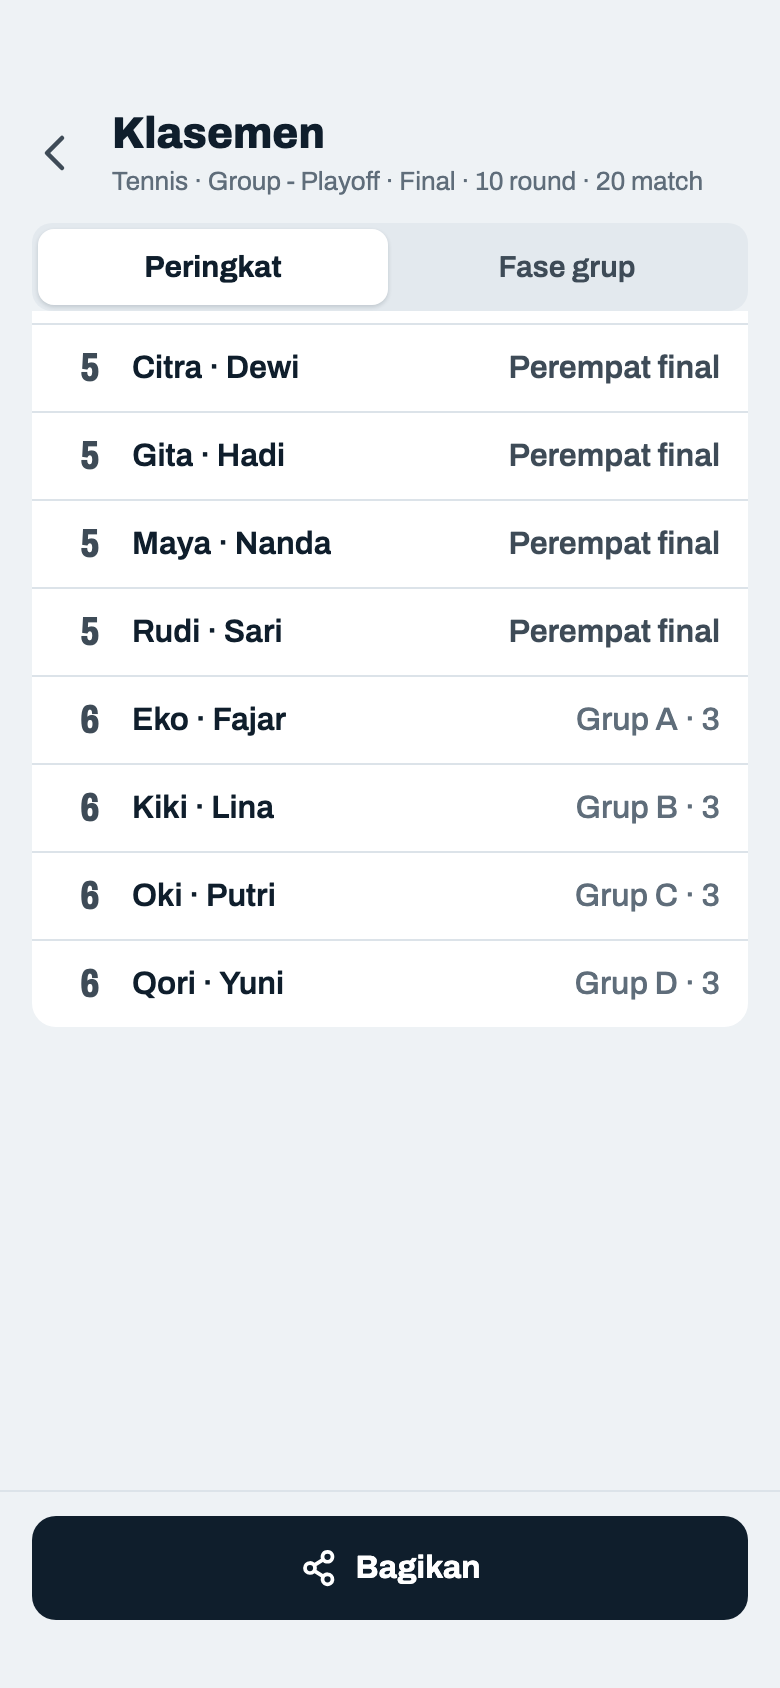 Klasemen
Tennis · Group - Playoff · Final · 10 round · 20 match
Peringkat Fase grup
5 Citra · Dewi Perempat final
5 Gita · Hadi Perempat final
5 Maya · Nanda Perempat final
5 Rudi · Sari Perempat final
6 Eko · Fajar Grup A · 3
6 Kiki · Lina Grup B · 3
6 Oki · Putri Grup C · 3
6 Qori · Yuni Grup D · 3
Bagikan